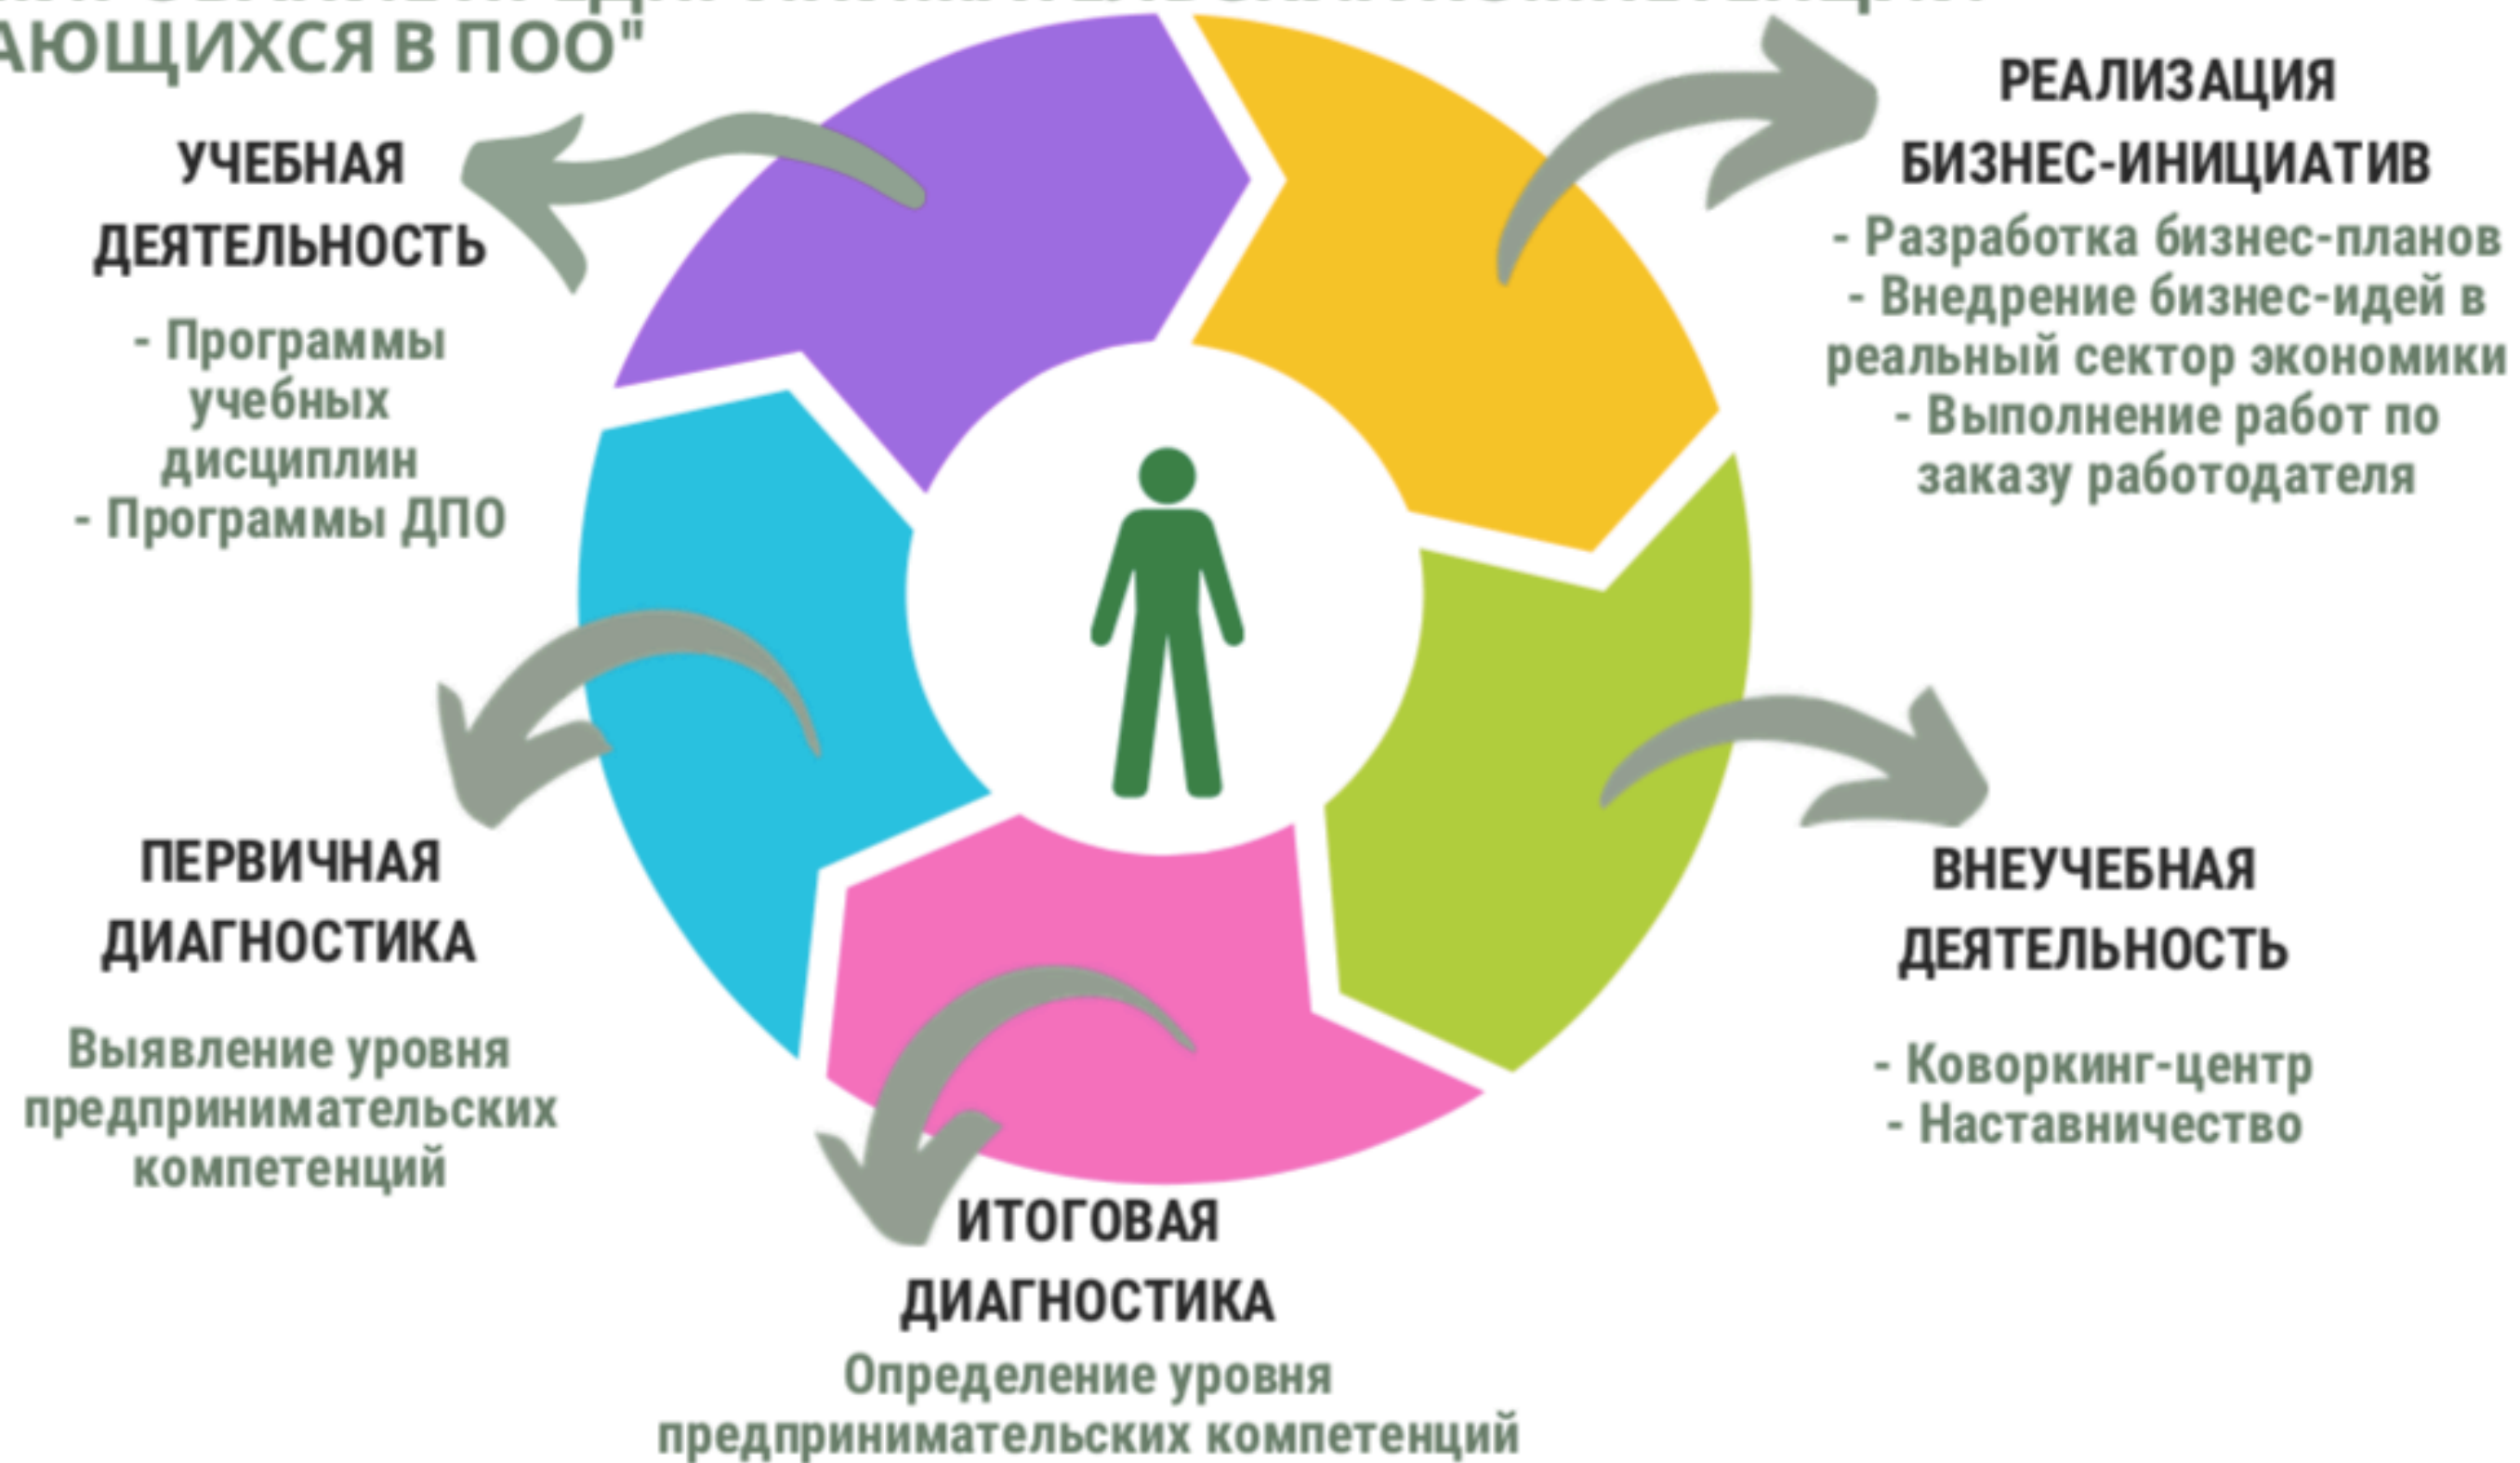 АЮЩИХСЯ В ПОО"
УЧЕБНАЯ
ДЕЯТЕЛЬНОСТЬ
- Программы
учебных
дисциплин
- Программы ДПО
РЕАЛИЗАЦИЯ
БИЗНЕС-ИНИЦИАТИВ
- Разработка бизнес-планов
- Внедрение бизнес-идей в
реальный сектор экономики
- Выполнение работ по
заказу работодателя
ПЕРВИЧНАЯ
ДИАГНОСТИКА
Выявление уровня
предпринимательских
компетенций
ВНЕУЧЕБНАЯ
ДЕЯТЕЛЬНОСТЬ
- Коворкинг-центр
- Наставничество
ИТОГОВАЯ
ДИАГНОСТИКА
Определение уровня
предпринимательских компетенций